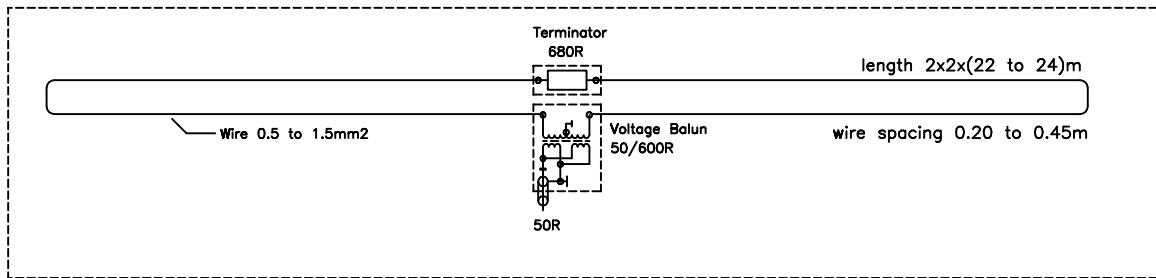 Terminator
680R
length 2x2x(22 to 24)m
Wire 0.5 to 1.5mm2
Voltage Balun
50/600R
wire spacing 0.20 to 0.45m
50R